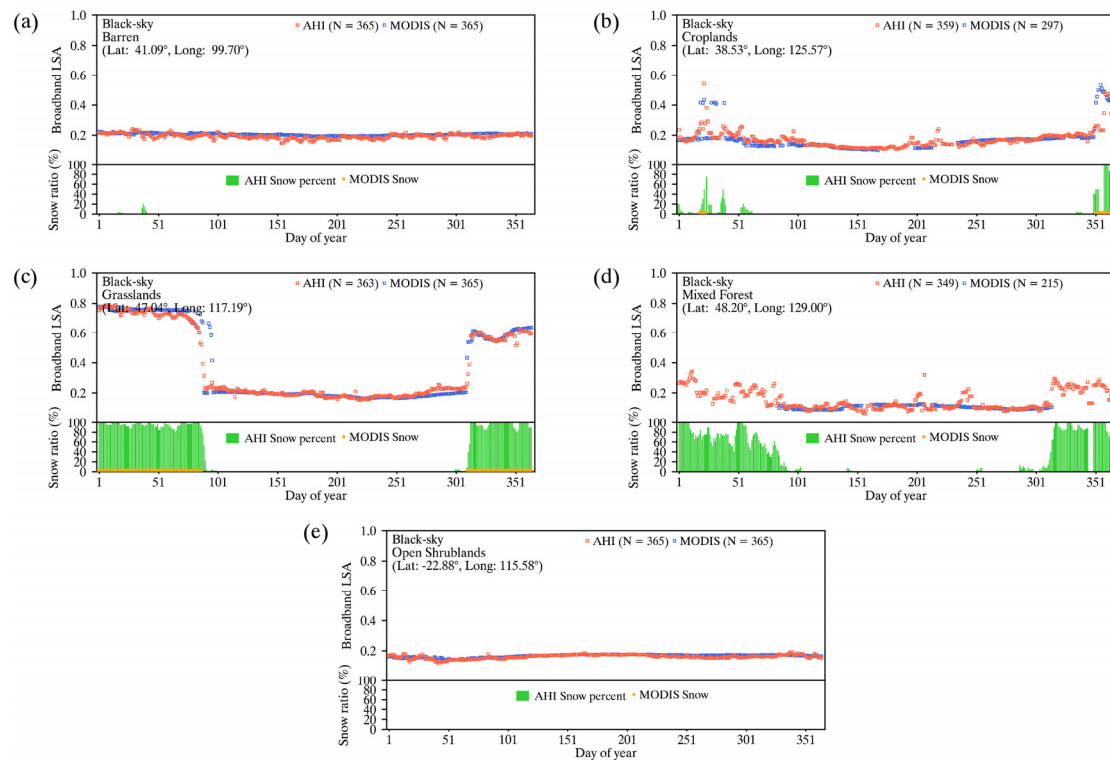 (a)
Black-sky
Barren
(Lat: 41.09°, Long: 99.70°)
AHI (N = 365) MODIS (N = 365)
Broadband LSA
1.0
0.8
0.6
0.4
0.2
Snow ratio (%)
100
80
60
40
20
0
AHI Snow percent MODIS Snow
1 51 101 151 201 251 301 351
Day of year
(b)
Black-sky
Croplands
(Lat: 38.53°, Long: 125.57°)
AHI (N = 359) MODIS (N = 297)
Broadband LSA
1.0
0.8
0.6
0.4
0.2
Snow ratio (%)
100
80
60
40
20
0
AHI Snow percent MODIS Snow
1 51 101 151 201 251 301 351
Day of year
(c)
Black-sky
Grasslands
(Lat: 47.04°, Long: 117.19°)
AHI (N = 363) MODIS (N = 365)
Broadband LSA
1.0
0.8
0.6
0.4
0.2
Snow ratio (%)
100
80
60
40
20
0
AHI Snow percent MODIS Snow
1 51 101 151 201 251 301 351
Day of year
(d)
Black-sky
Mixed Forest
(Lat: 48.20°, Long: 129.00°)
AHI (N = 349) MODIS (N = 215)
Broadband LSA
1.0
0.8
0.6
0.4
0.2
Snow ratio (%)
100
80
60
40
20
0
AHI Snow percent MODIS Snow
1 51 101 151 201 251 301 351
Day of year
(e)
Black-sky
Open Shrublands
(Lat: -22.88°, Long: 115.58°)
AHI (N = 365) MODIS (N = 365)
Broadband LSA
1.0
0.8
0.6
0.4
0.2
Snow ratio (%)
100
80
60
40
20
0
AHI Snow percent MODIS Snow
1 51 101 151 201 251 301 351
Day of year